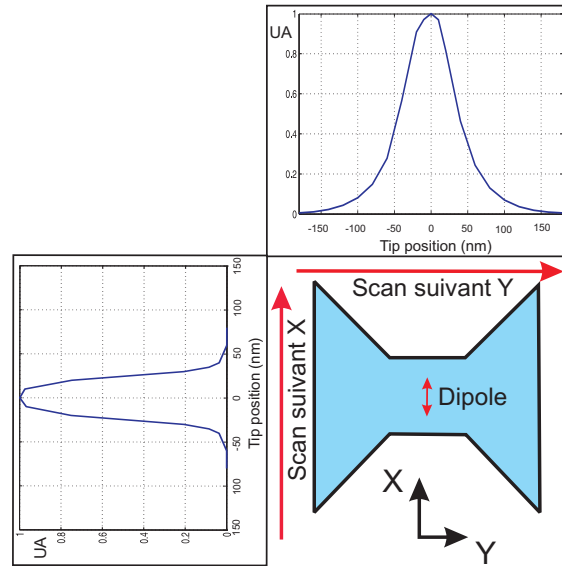 UA
1
0.8
0.6
0.4
0.2
0
-150 -100 -50 0 50 100 150
Tip position (nm)
150
100
50
0
-50
100
150
Tip position (nm)
1 0.8 0.6 0.4 0.2 0
UA
Scan suivant Y
Scan suivant X
Dipole
X
Y